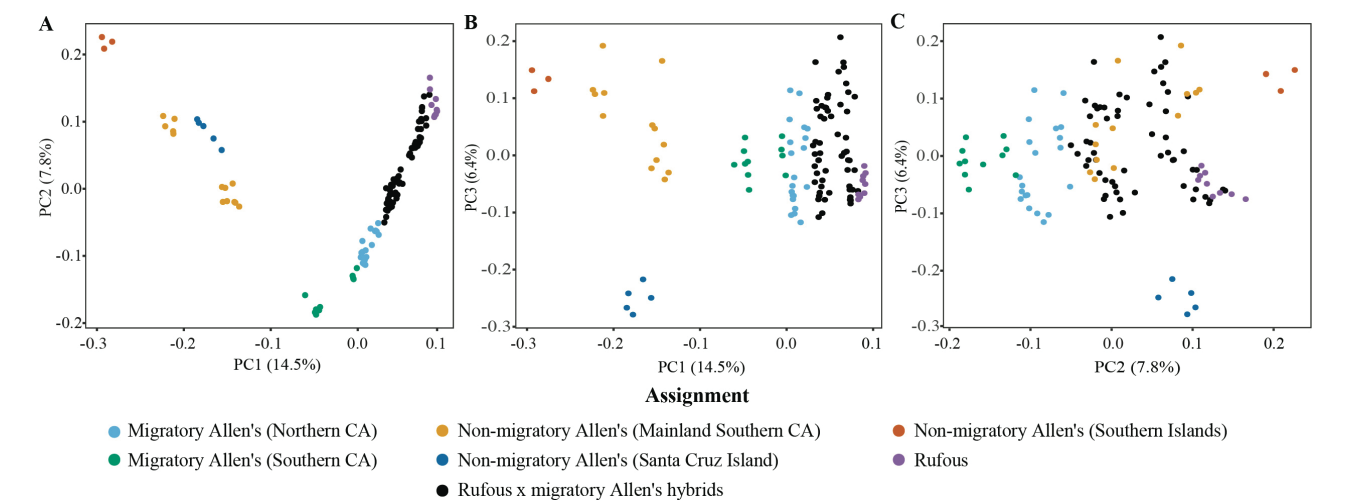 A
B
C
0.2
0.1
0.0
-0.1
-0.2
PC2 (7.8%)
-0.3
-0.2
-0.1
0.0
0.1
PC1 (14.5%)
0.2
0.1
0.0
-0.1
-0.2
-0.3
PC3 (6.4%)
-0.3
-0.2
-0.1
0.0
0.1
PC1 (14.5%)
0.2
0.1
0.0
-0.1
-0.2
-0.3
PC3 (6.4%)
-0.2
-0.1
0.0
0.1
0.2
PC2 (7.8%)
Assignment
Migratory Allen's (Northern CA)
Non-migratory Allen's (Mainland Southern CA)
Non-migratory Allen's (Southern Islands)
Migratory Allen's (Southern CA)
Non-migratory Allen's (Santa Cruz Island)
Rufous
Rufous x migratory Allen's hybrids